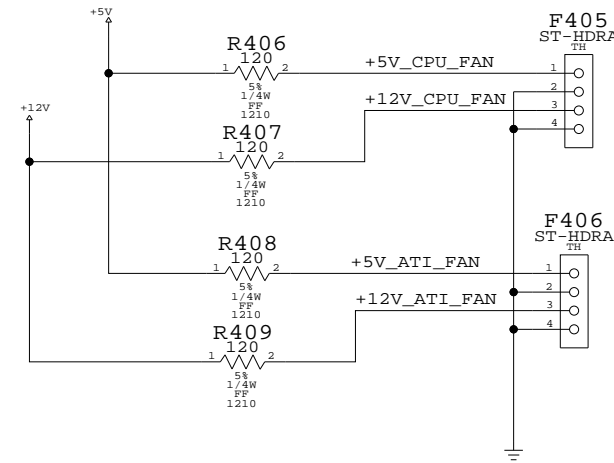 +5V
F405
ST-HDRA
TH
R406
120
1 2
5%
1/4W
FF
1210
+5V_CPU_FAN
1
2
3
4
+12V_CPU_FAN
+12V
R407
120
1 2
5%
1/4W
FF
1210
F406
ST-HDRA
TH
R408
120
1 2
5%
1/4W
FF
1210
+5V_ATI_FAN
1
2
3
4
+12V_ATI_FAN
R409
120
1 2
5%
1/4W
FF
1210